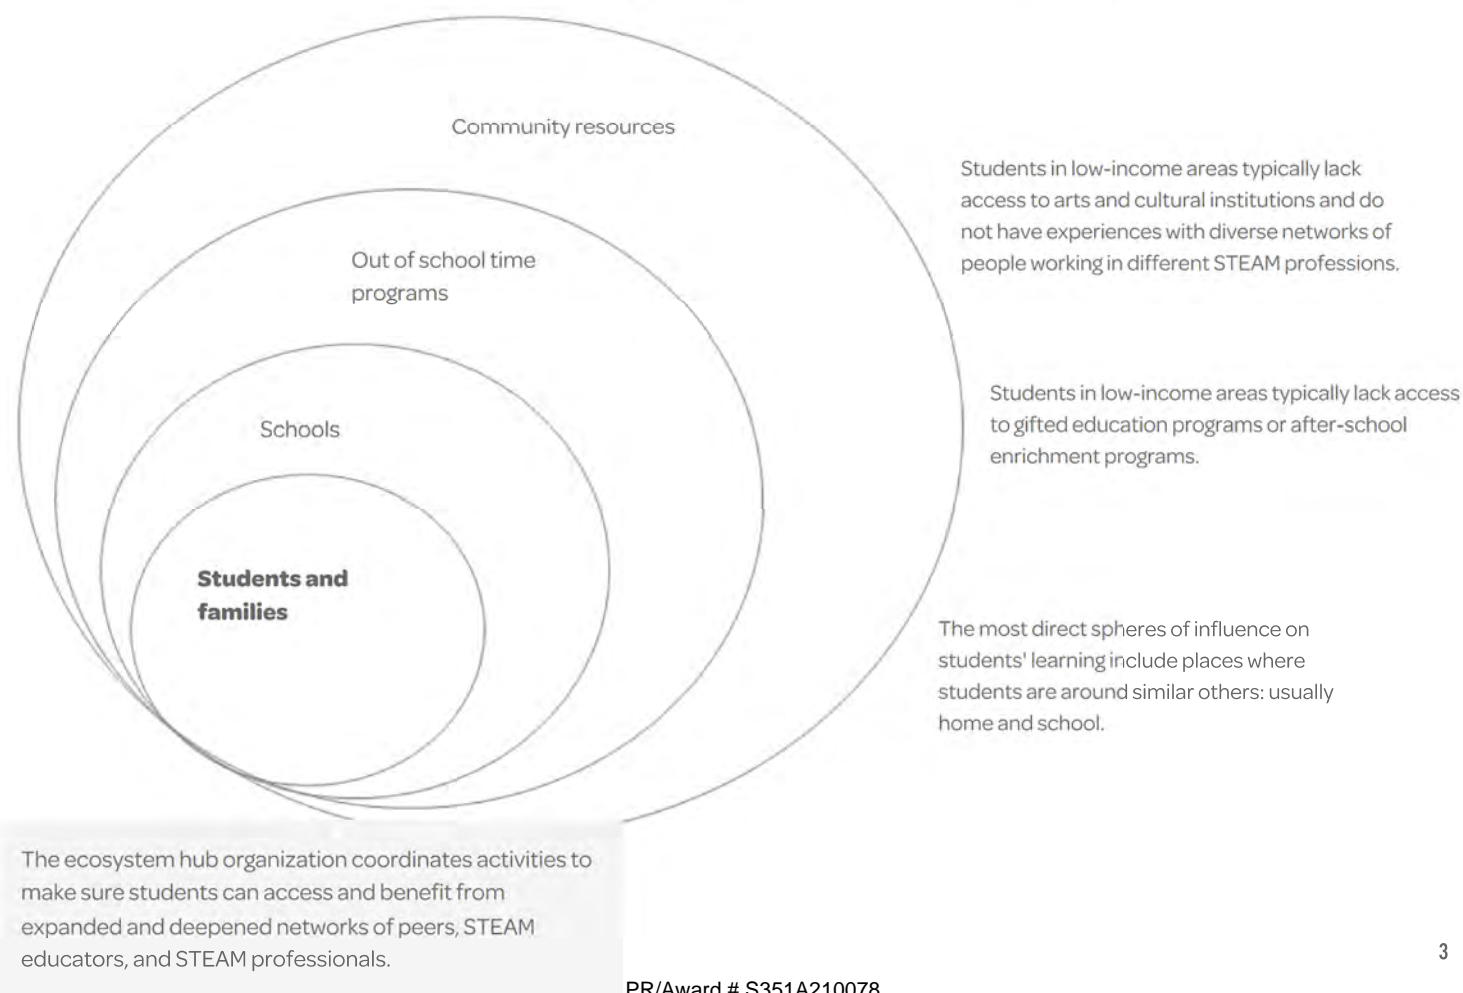 Community resources
Students in low-income areas typically lack
access to arts and cultural institutions and do
not have experiences with diverse networks of
people working in different STEAM professions.
Out of school time
programs
Students in low-income areas typically lack access
to gifted education programs or after-school
enrichment programs.
Schools
Students and
families
The most direct spheres of influence on
students' learning include places where
students are around similar others: usually
home and school.
The ecosystem hub organization coordinates activities to
make sure students can access and benefit from
expanded and deepened networks of peers, STEAM
educators, and STEAM professionals.
3
PR/Award # S351A210078